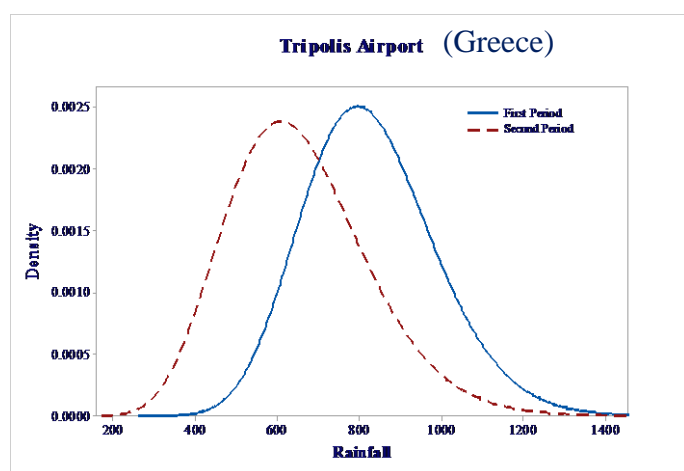 Tripolis Airport (Greece)
First Period
Second Period
0.0025
0.0020
0.0015
0.0010
0.0005
0.0000
Density
200 400 600 800 1000 1200 1400
Rainfall